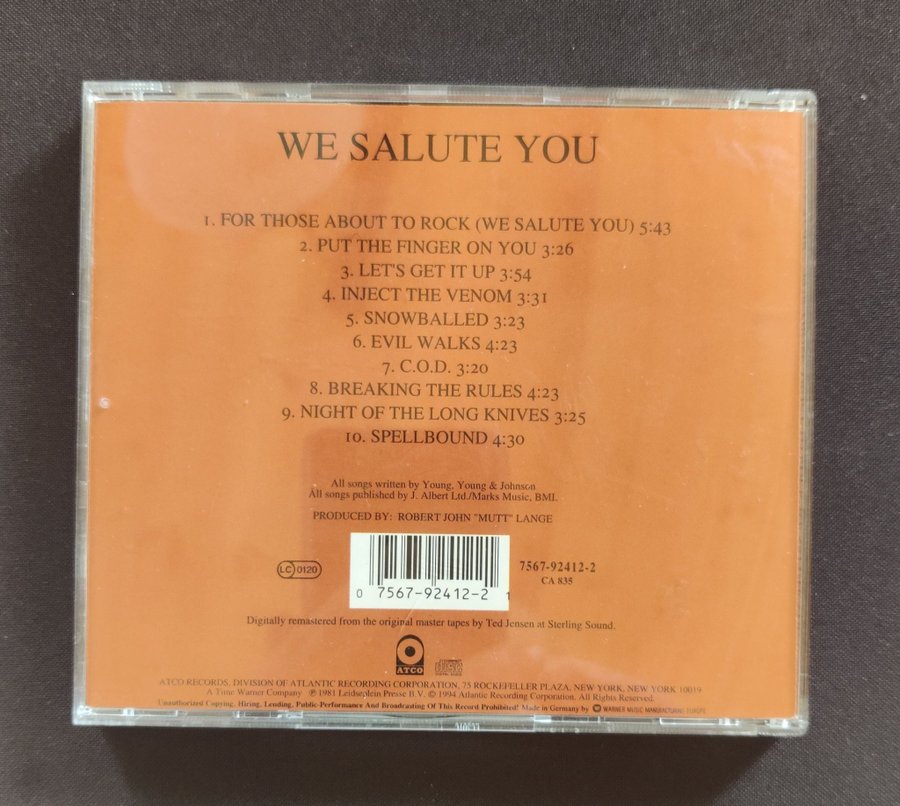 WE SALUTE YOU
1. FOR THOSE ABOUT TO ROCK (WE SALUTE YOU) 5:43
2. PUT THE FINGER ON YOU 3:26
3. LET'S GET IT UP 3:54
4. INJECT THE VENOM 3:31
5. SNOWBALLED 3:23
6. EVIL WALKS 4:23
7. C.O.D. 3:20
8. BREAKING THE RULES 4:23
9. NIGHT OF THE LONG KNIVES 3:25
10. SPELLBOUND 4:30
All songs written by Young, Young & Johnson
All songs published by J. Albert Ltd./Marks Music, BMI.
PRODUCED BY: ROBERT JOHN "MUTT" LANGE
LC 0120
0 7567-92412-2 1
7567-92412-2
CA 835
Digitally remastered from the original master tapes by Ted Jensen at Sterling Sound.
ATCO
ATCO RECORDS, DIVISION OF ATLANTIC RECORDING CORPORATION, 75 ROCKEFELLER PLAZA, NEW YORK, NEW YORK 10019
A Time Warner Company ℗ 1981 Leidseplein Presse B.V. © 1994 Atlantic Recording Corporation. All Rights Reserved.
Unauthorized Copying, Hiring, Lending, Public Performance And Broadcasting Of This Record Prohibited! Made in Germany by WARNER MUSIC MANUFACTURING EUROPE